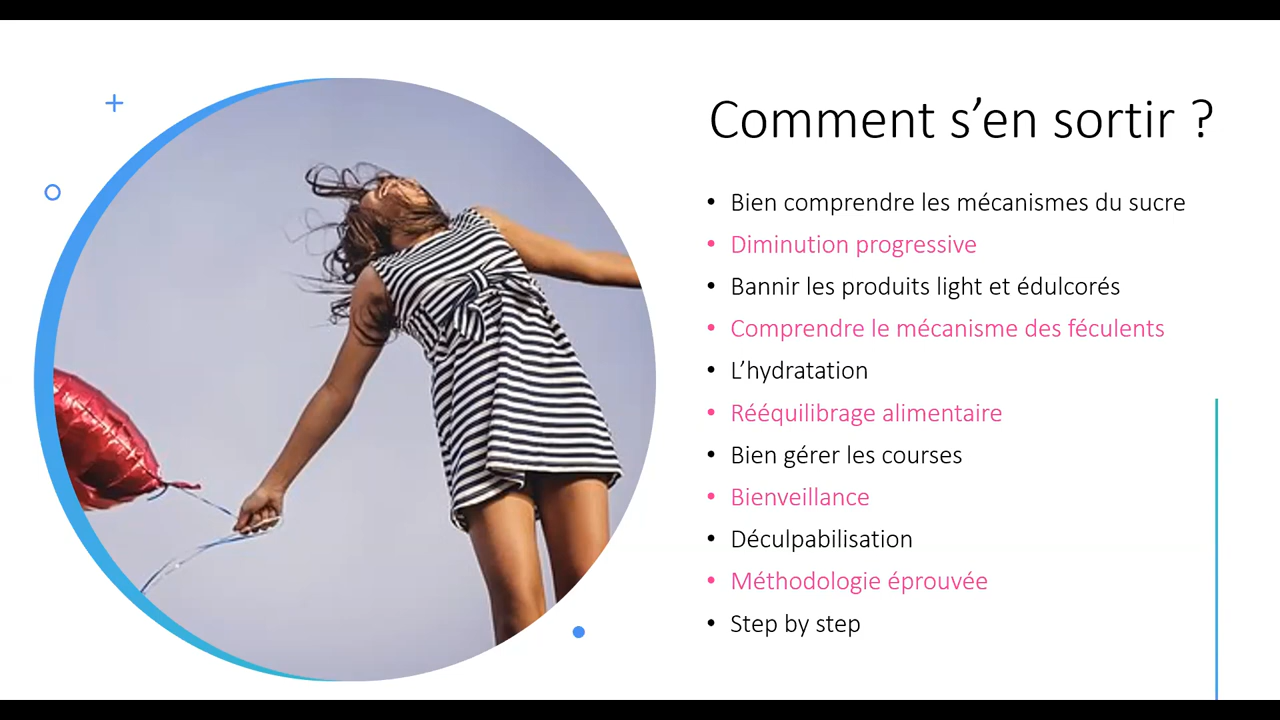 Comment s’en sortir ?
• Bien comprendre les mécanismes du sucre
• Diminution progressive
• Bannir les produits light et édulcorés
• Comprendre le mécanisme des féculents
• L’hydratation
• Rééquilibrage alimentaire
• Bien gérer les courses
• Bienveillance
• Déculpabilisation
• Méthodologie éprouvée
• Step by step